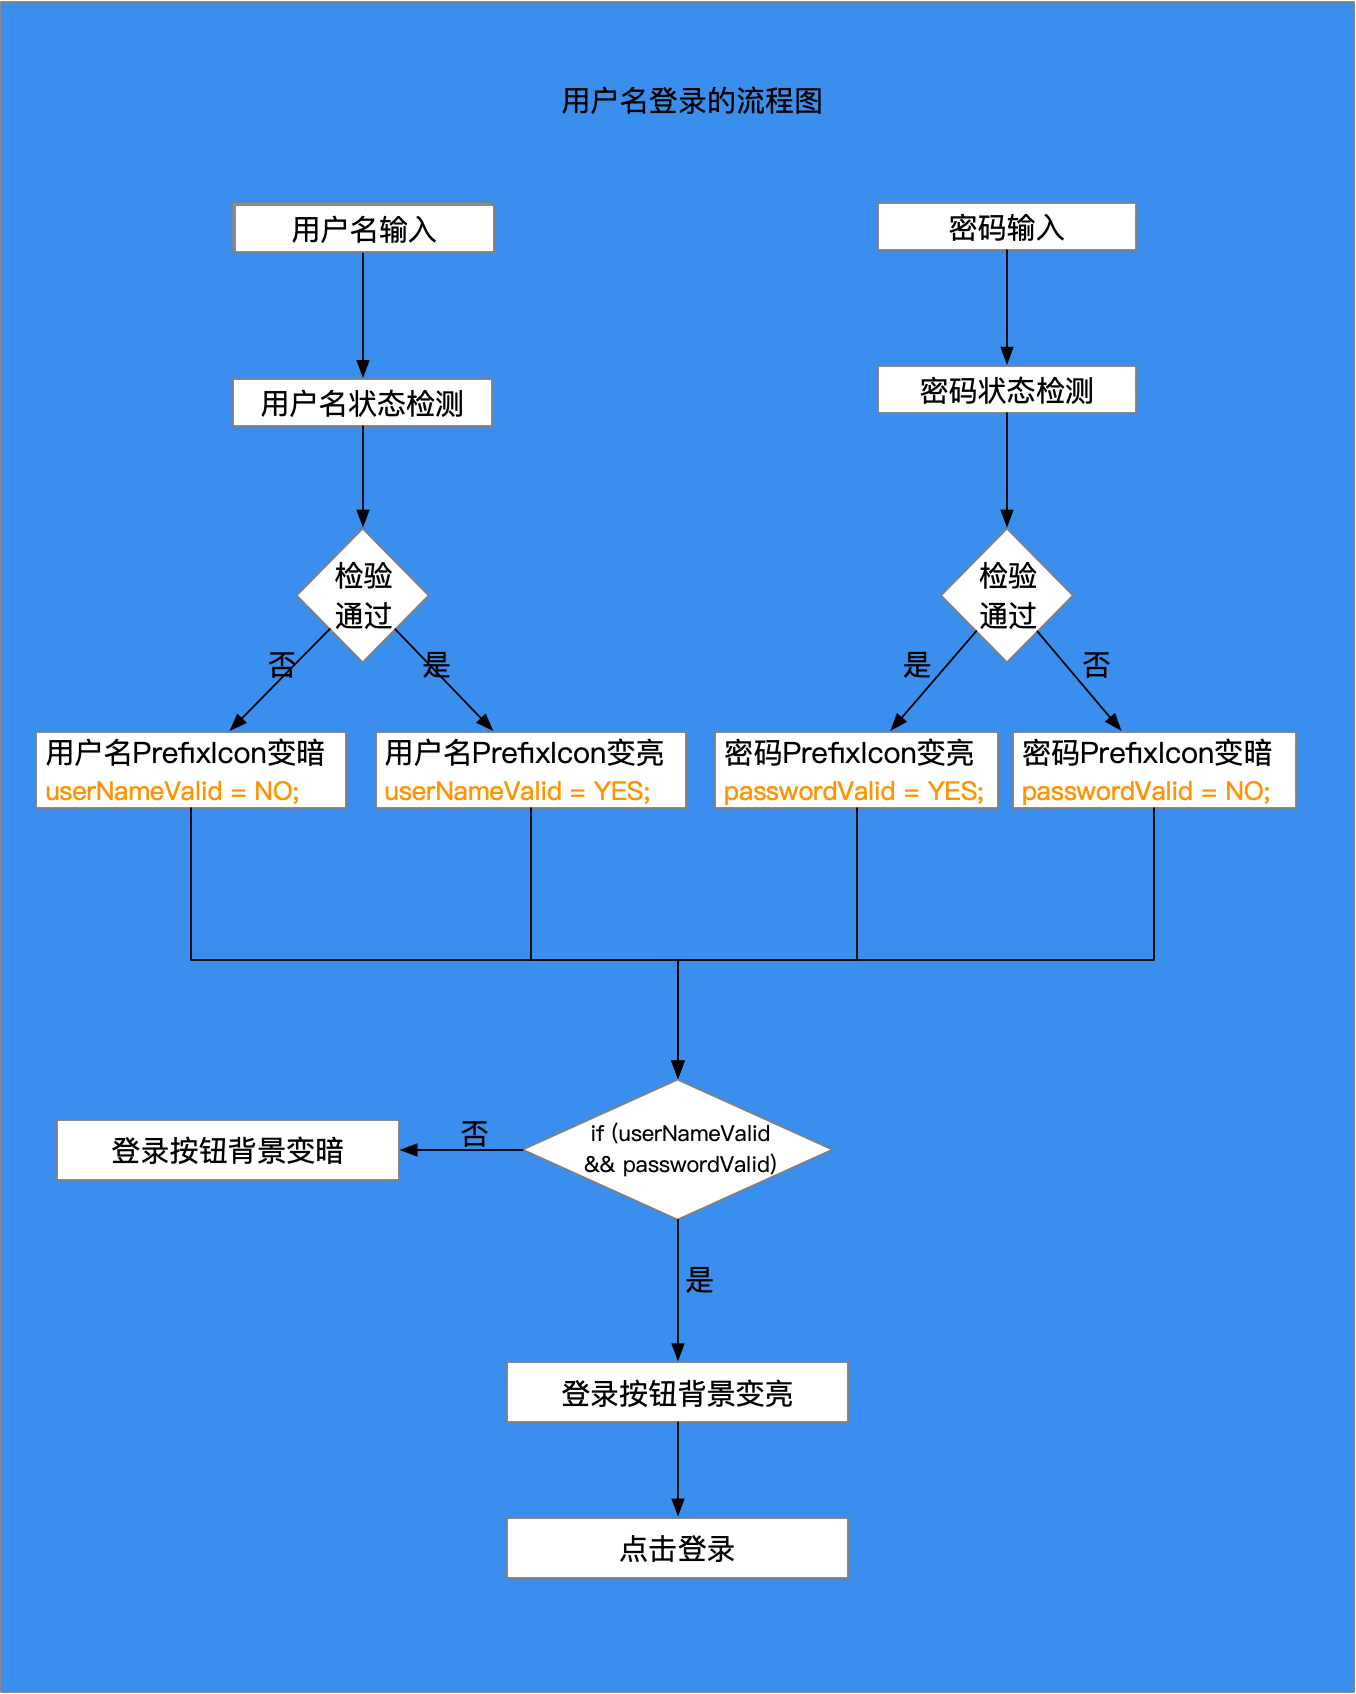 用户名登录的流程图
用户名输入
密码输入
用户名状态检测
密码状态检测
检验
通过
检验
通过
否
是
是
否
用户名PrefixIcon变暗
userNameValid = NO;
用户名PrefixIcon变亮
userNameValid = YES;
密码PrefixIcon变亮
passwordValid = YES;
密码PrefixIcon变暗
passwordValid = NO;
if (userNameValid
&& passwordValid)
否
登录按钮背景变暗
是
登录按钮背景变亮
点击登录